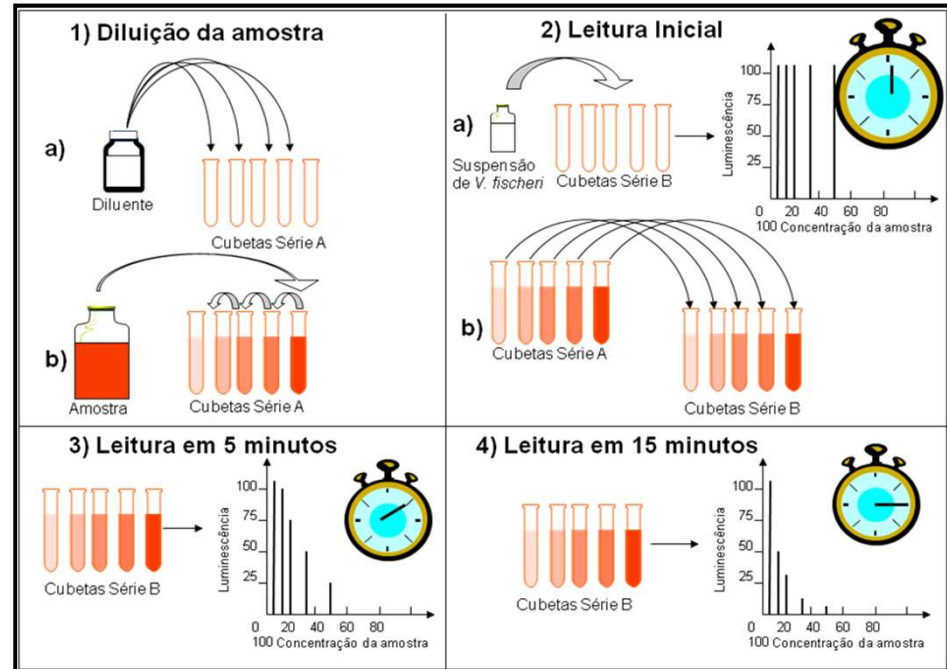 1) Diluição da amostra
a)
Diluente
Cubetas Série A
b)
Amostra
Cubetas Série A
2) Leitura Inicial
a)
Suspensão
de V. fischeri
Cubetas Série B
Luminescência
100
75
50
25
0 20 40 60 80
100 Concentração da amostra
b)
Cubetas Série A
Cubetas Série B
3) Leitura em 5 minutos
Cubetas Série B
Luminescência
100
75
50
25
0 20 40 60 80
100 Concentração da amostra
4) Leitura em 15 minutos
Cubetas Série B
Luminescência
100
75
50
25
0 20 40 60 80
100 Concentração da amostra